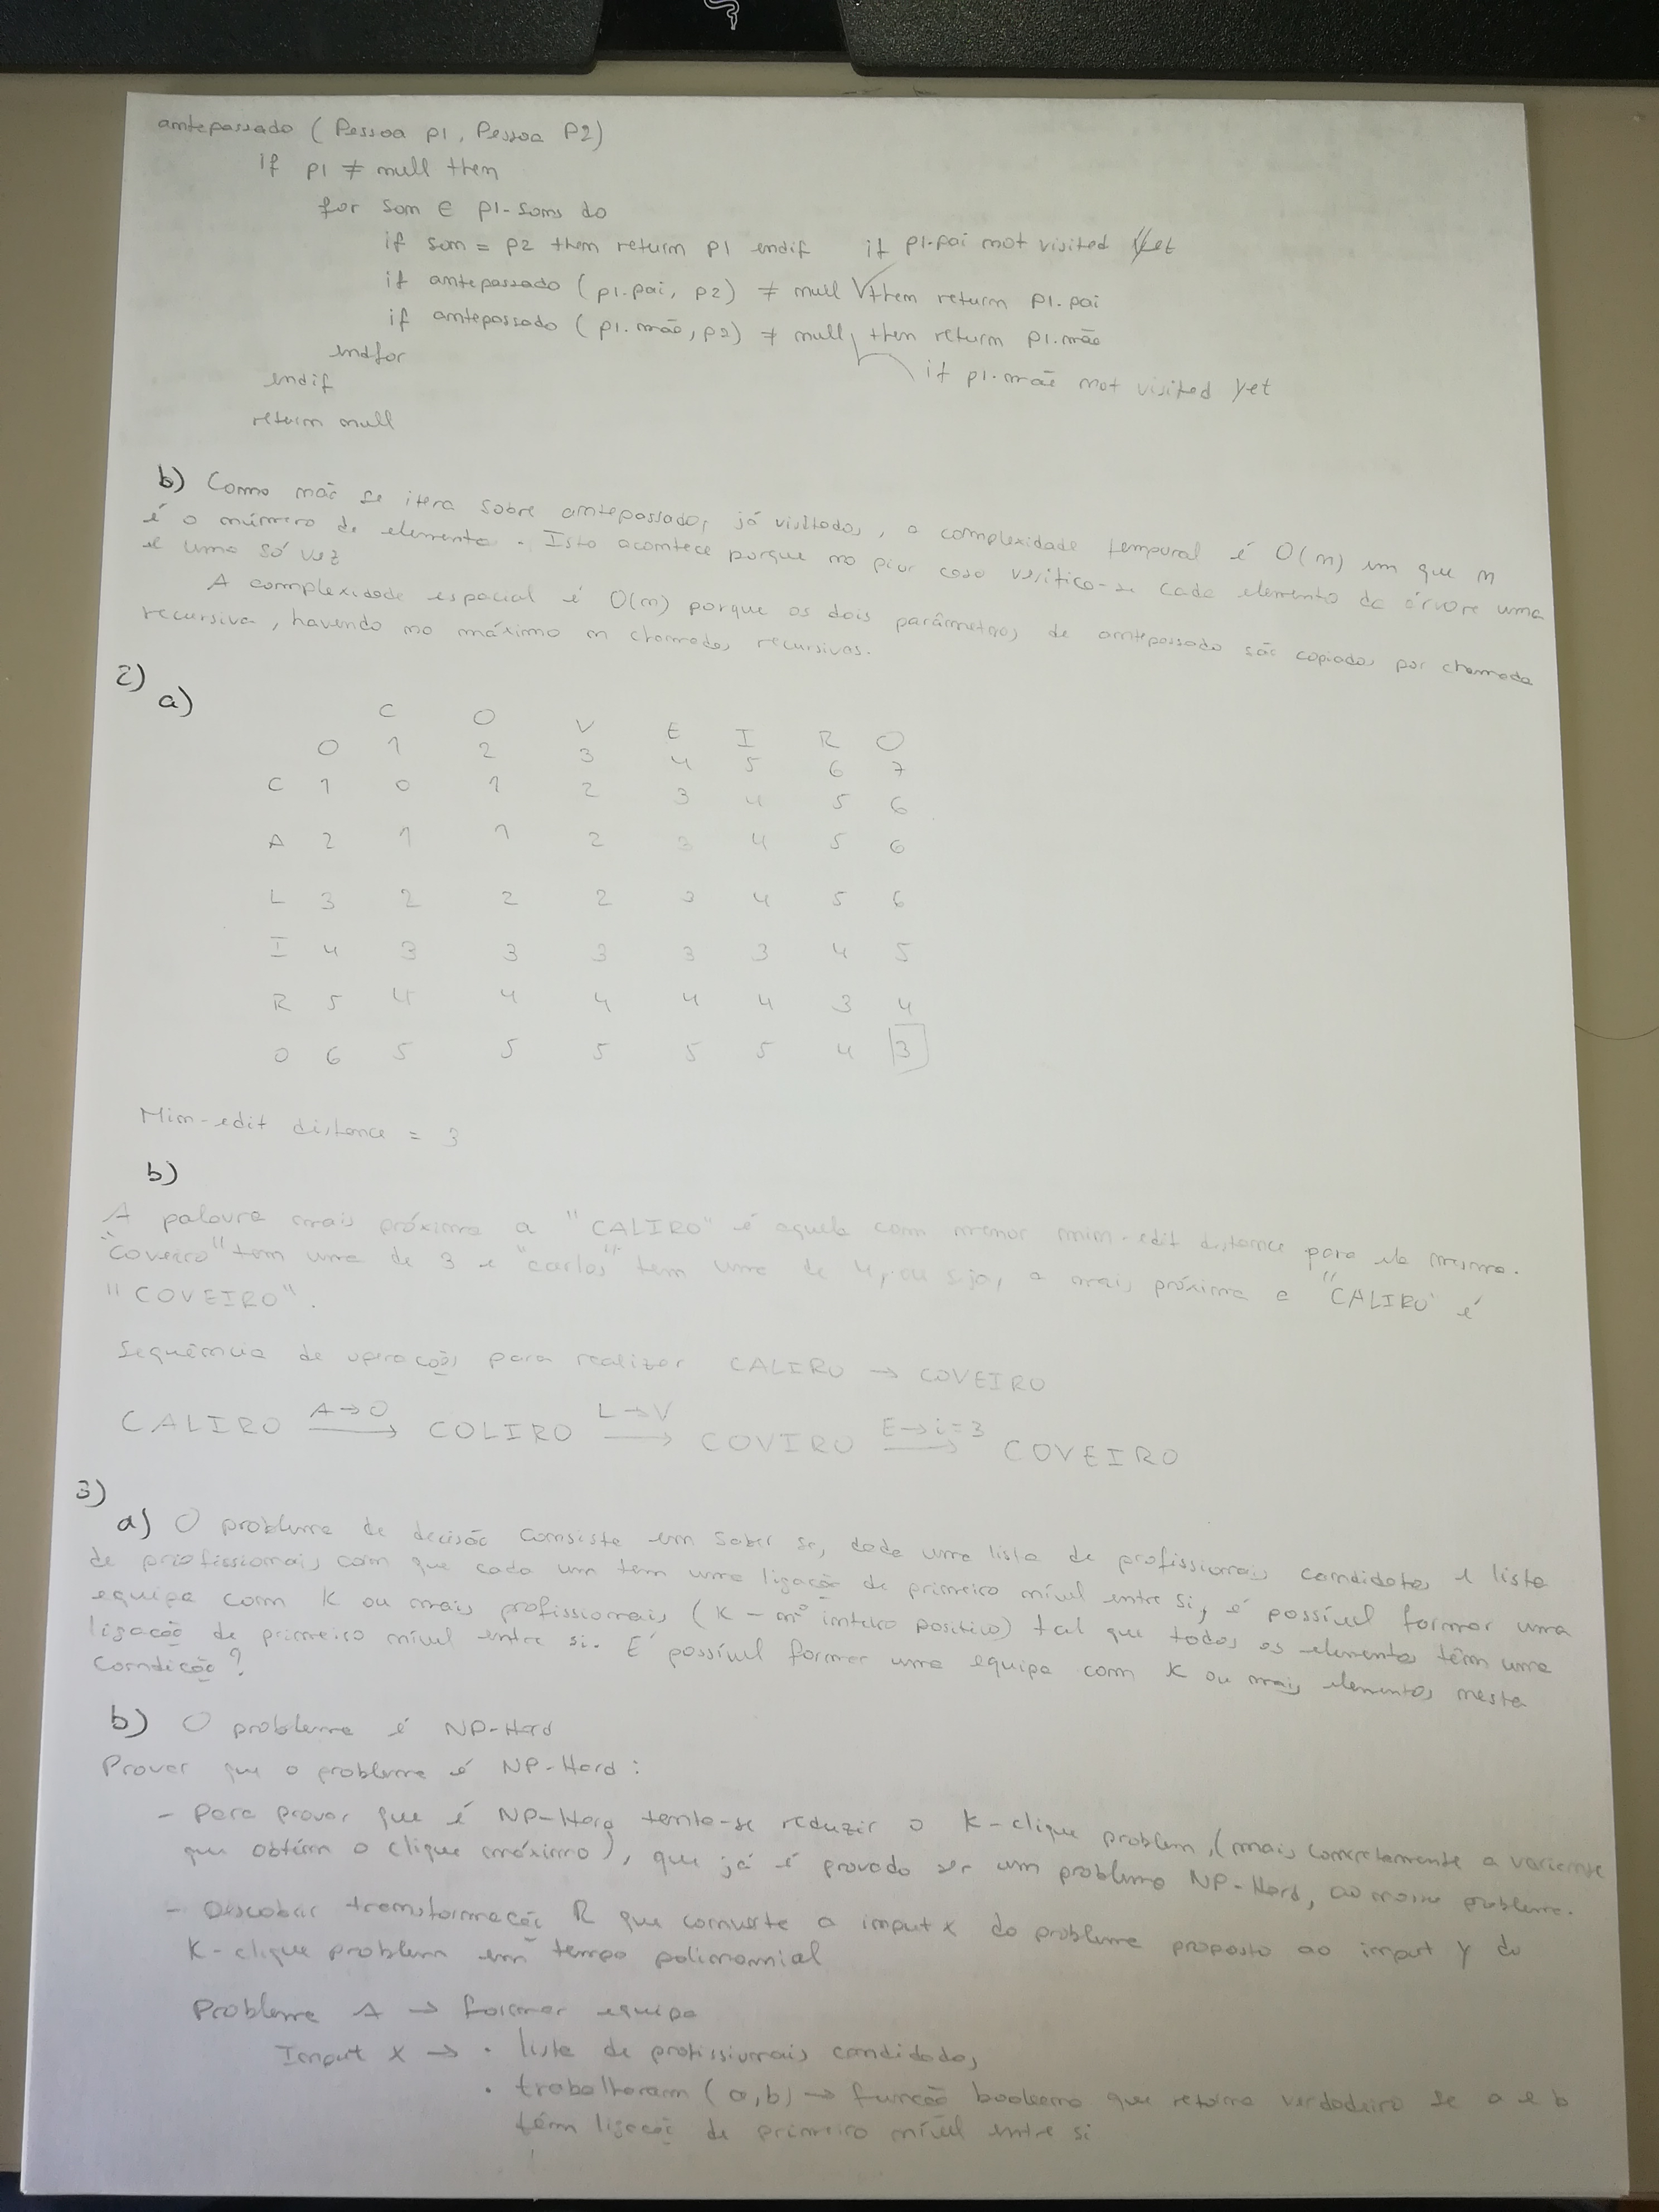 antepassado ( Pessoa p1, Pessoa P2)
if p1 ≠ null then
for son ∈ p1.sons do
if son = p2 then return p1 endif if p1.pai not visited yet
if antepassado ( p1.pai, p2) ≠ null then return p1.pai
if antepassado ( p1.mãe, p2) ≠ null, then return p1.mãe
endfor
if p1.mãe not visited yet
endif
return null
b) Como não se itera sobre antepassados já visitados, a complexidade temporal é O(n) em que n
é o número de elementos. Isto acontece porque no pior caso verifica-se cada elemento da árvore uma
e uma só vez
A complexidade espacial é O(n) porque os dois parâmetros de antepassado são copiados por chamada
recursiva, havendo no máximo n chamadas recursivas.
2)
a)
C O V E I R O
0 1 2 3 4 5 6 7
C 1 0 1 2 3 4 5 6
A 2 1 1 2 3 4 5 6
L 3 2 2 2 3 4 5 6
I 4 3 3 3 3 3 4 5
R 5 4 4 4 4 4 3 4
O 6 5 5 5 5 5 4 3
Min-edit distance = 3
b)
A palavra mais próxima a "CALIRO" é aquela com menor min-edit distance para ela mesma.
"Coveiro" tem uma de 3 e "carlos" tem uma de 4, ou seja, a mais próxima a "CALIRO" é
"COVEIRO".
Sequência de operações para realizar CALIRO → COVEIRO
CALIRO A→O COLIRO L→V COVIRO E→i=3 COVEIRO
3)
a) O problema de decisão consiste em saber se, dada uma lista de profissionais candidatos e lista
de profissionais com que cada um tem uma ligação de primeiro nível entre si, é possível formar uma
equipa com K ou mais profissionais (K - nº inteiro positivo) tal que todos os elementos têm uma
ligação de primeiro nível entre si. É possível formar uma equipa com K ou mais elementos nesta
condição?
b) O problema é NP-Hard
Provar que o problema é NP-Hard:
- Para provar que é NP-Hard tenta-se reduzir o K-clique problem, (mais concretamente a variante
que obtém o clique máximo), que já é provado ser um problema NP-Hard, ao nosso problema.
- Descobrir transformação R que converte o input x do problema proposto ao input y do
K-clique problem em tempo polinomial
Problema A → formar equipa
Input X → • lista de profissionais candidatos
• trabalharam (a,b) → função booleana que retorna verdadeiro se a e b
têm ligação de primeiro nível entre si